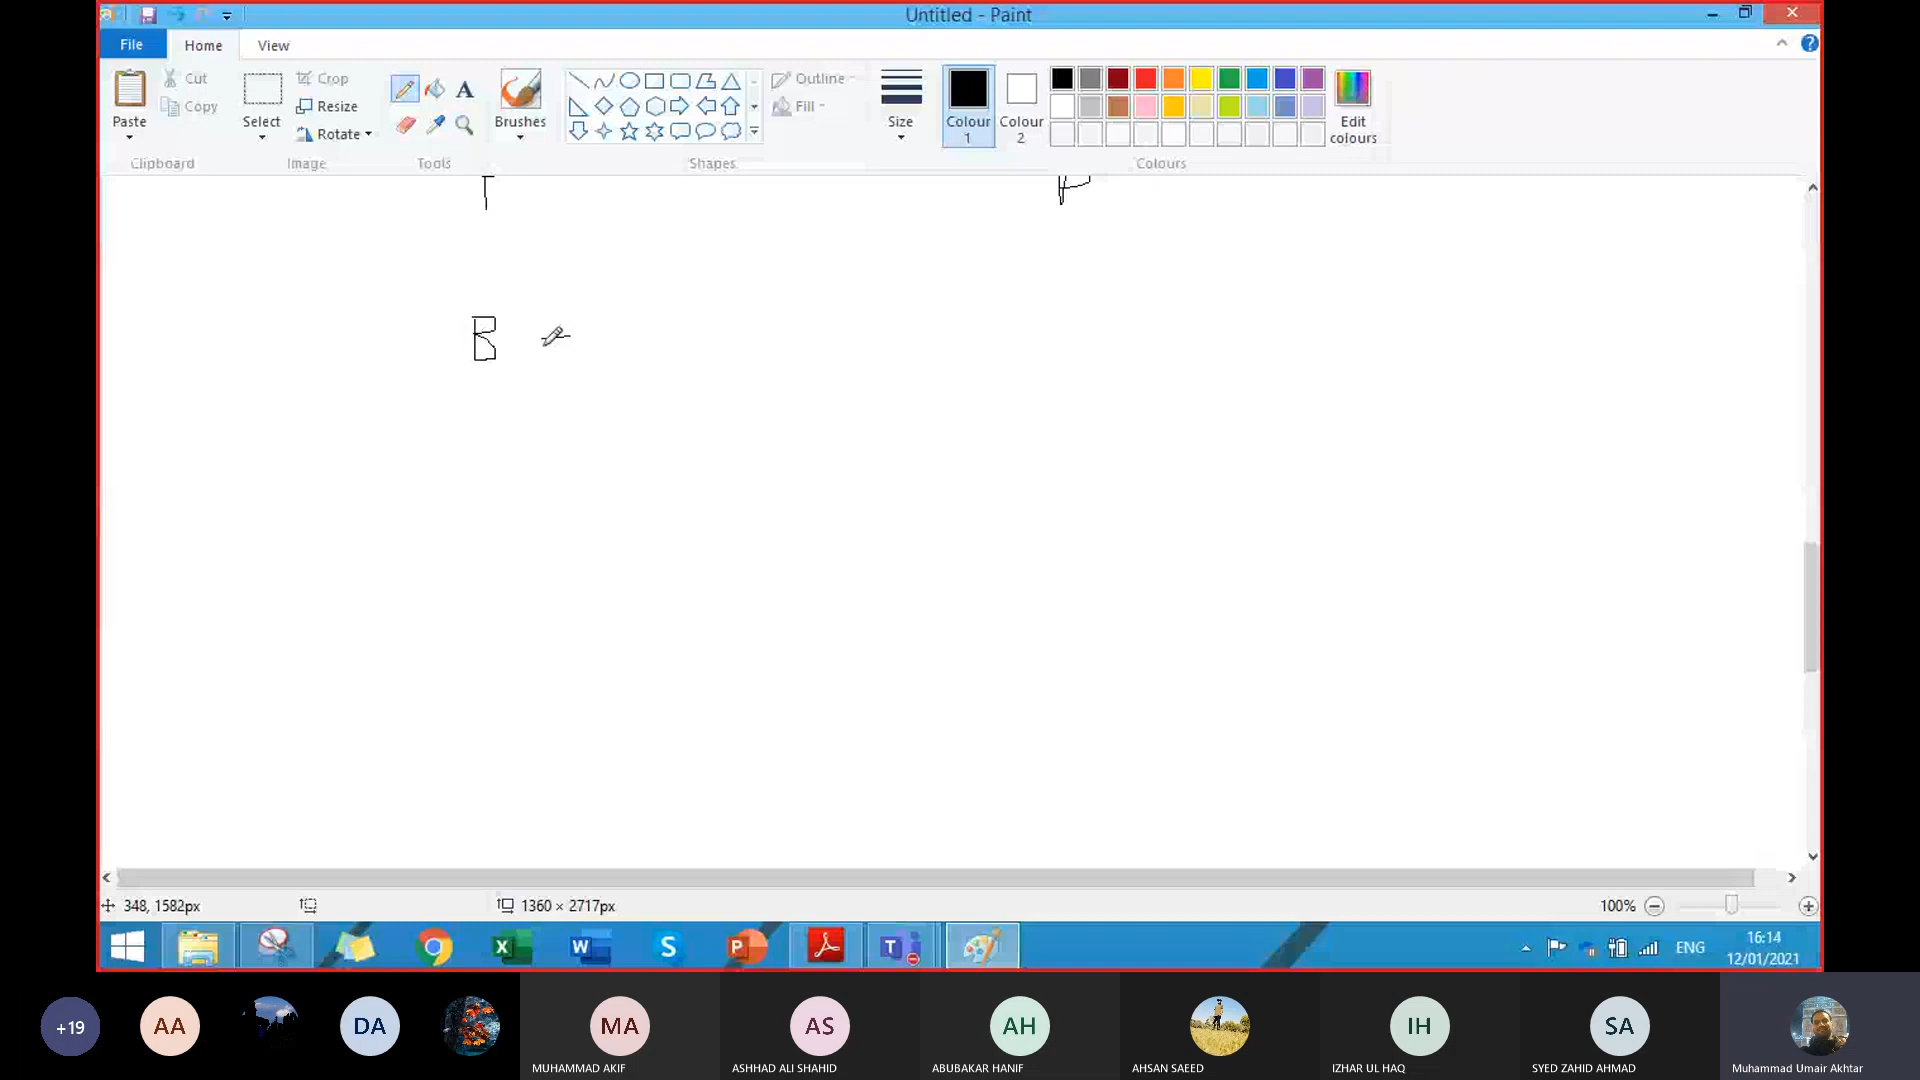 Untitled - Paint
File Home View
Paste
Cut
Copy
Clipboard
Select
Crop
Resize
Rotate
Image
A
Tools
Brushes
Shapes
Outline
Fill
Size
Colour 1
Colour 2
Edit colours
Colours
B
348, 1582px
1360 × 2717px
100%
ENG
16:14
12/01/2021
+19
AA
DA
MA
MUHAMMAD AKIF
AS
ASHHAD ALI SHAHID
AH
ABUBAKAR HANIF
AHSAN SAEED
IH
IZHAR UL HAQ
SA
SYED ZAHID AHMAD
Muhammad Umair Akhtar